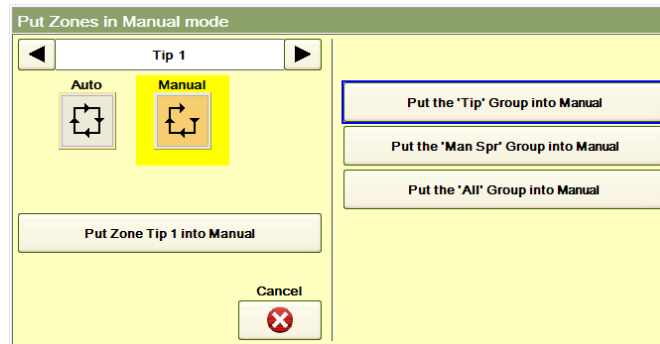 Put Zones in Manual mode
Tip 1
Auto
Manual
Put Zone Tip 1 into Manual
Cancel
Put the 'Tip' Group into Manual
Put the 'Man Spr' Group into Manual
Put the 'All' Group into Manual